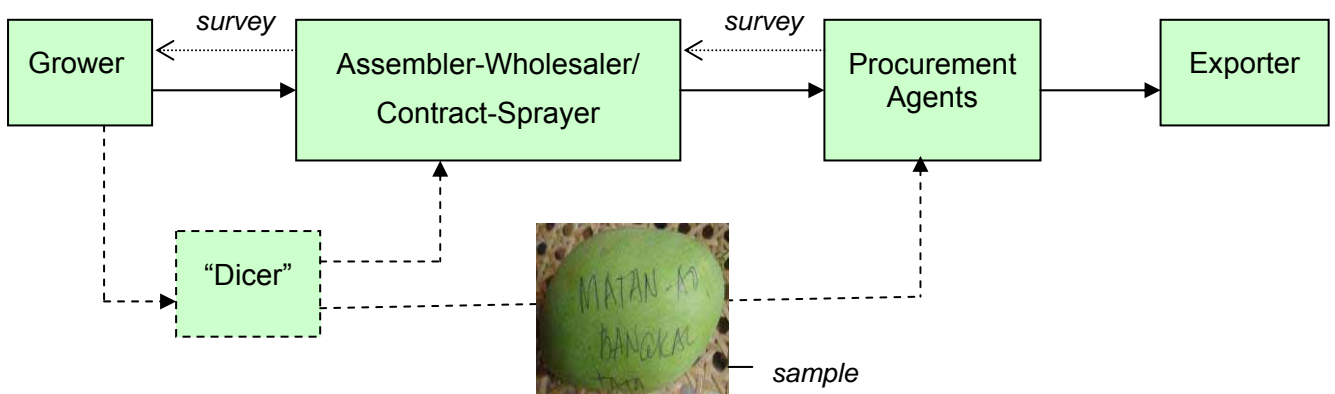 survey
survey
Grower
Assembler-Wholesaler/
Contract-Sprayer
Procurement
Agents
Exporter
“Dicer”
MATAN-AO
BANGKAL
sample